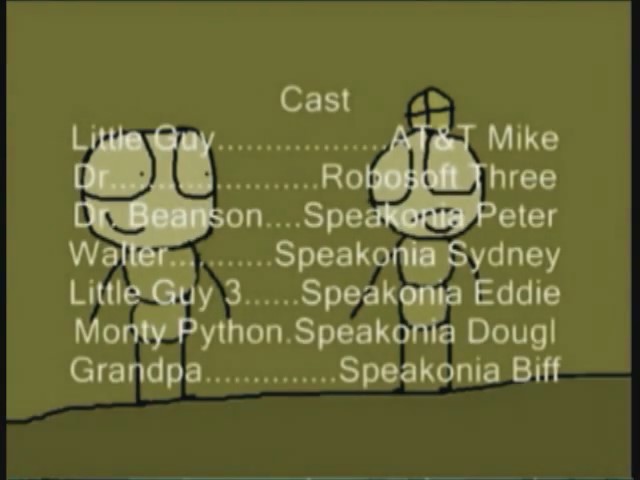 Cast
Little Guy.................AT&T Mike
Dr.....................Robosoft Three
Dr. Beanson....Speakonia Peter
Walter...........Speakonia Sydney
Little Guy 3......Speakonia Eddie
Monty Python.Speakonia Dougl
Grandpa..............Speakonia Biff